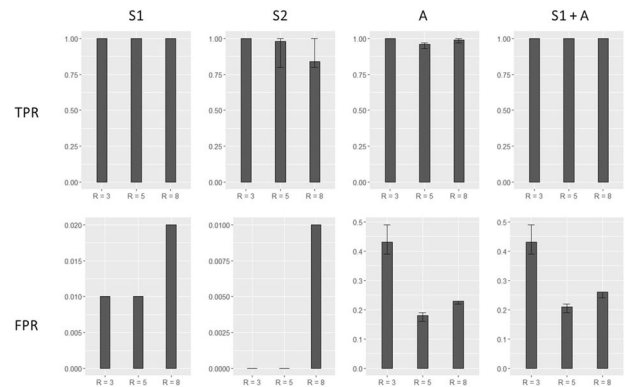 S1 S2 A S1 + A
TPR
1.00 1.00 1.00 1.00
0.75 0.75 0.75 0.75
0.50 0.50 0.50 0.50
0.25 0.25 0.25 0.25
0.00 0.00 0.00 0.00
R = 3 R = 5 R = 8 R = 3 R = 5 R = 8 R = 3 R = 5 R = 8 R = 3 R = 5 R = 8
FPR
0.020 0.0100 0.5 0.5
0.015 0.0075 0.4 0.4
0.010 0.0050 0.3 0.3
0.005 0.0025 0.2 0.2
0.000 0.0000 0.1 0.1
0.0 0.0
R = 3 R = 5 R = 8 R = 3 R = 5 R = 8 R = 3 R = 5 R = 8 R = 3 R = 5 R = 8